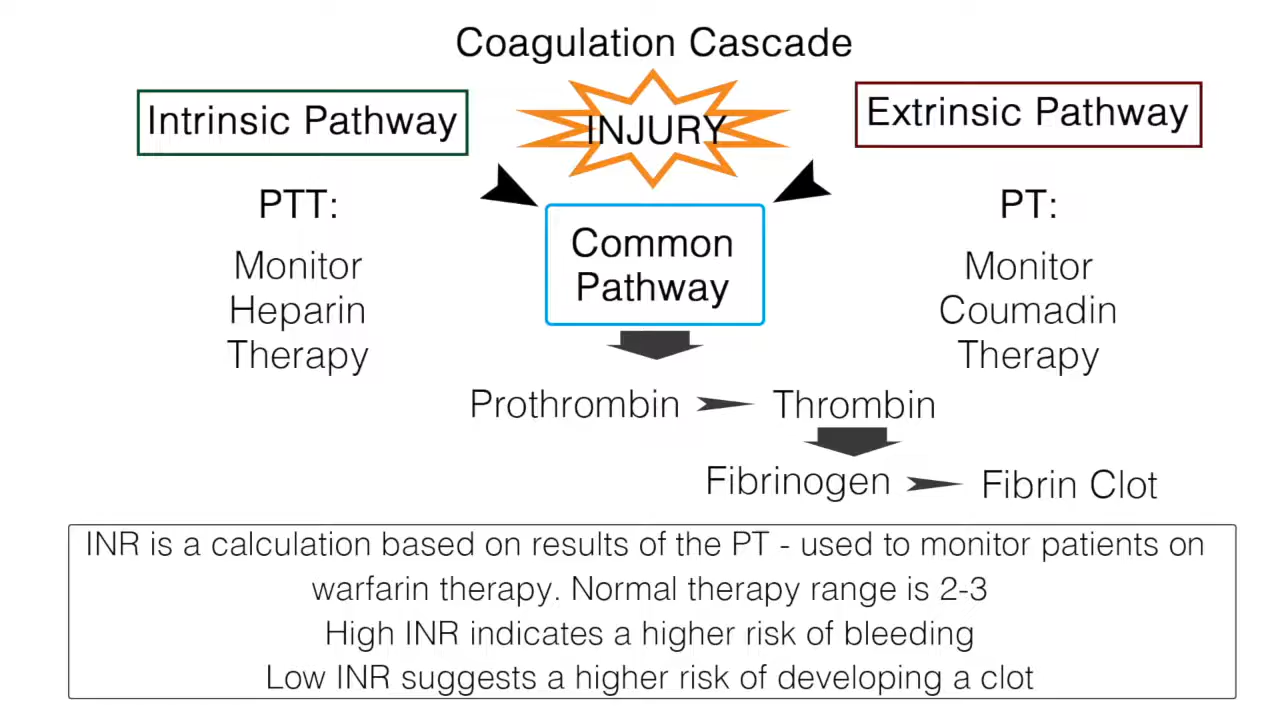 Coagulation Cascade
Intrinsic Pathway
INJURY
Extrinsic Pathway
PTT:
Monitor
Heparin
Therapy
Common
Pathway
PT:
Monitor
Coumadin
Therapy
Prothrombin
Thrombin
Fibrinogen
Fibrin Clot
INR is a calculation based on results of the PT - used to monitor patients on
warfarin therapy. Normal therapy range is 2-3
High INR indicates a higher risk of bleeding
Low INR suggests a higher risk of developing a clot